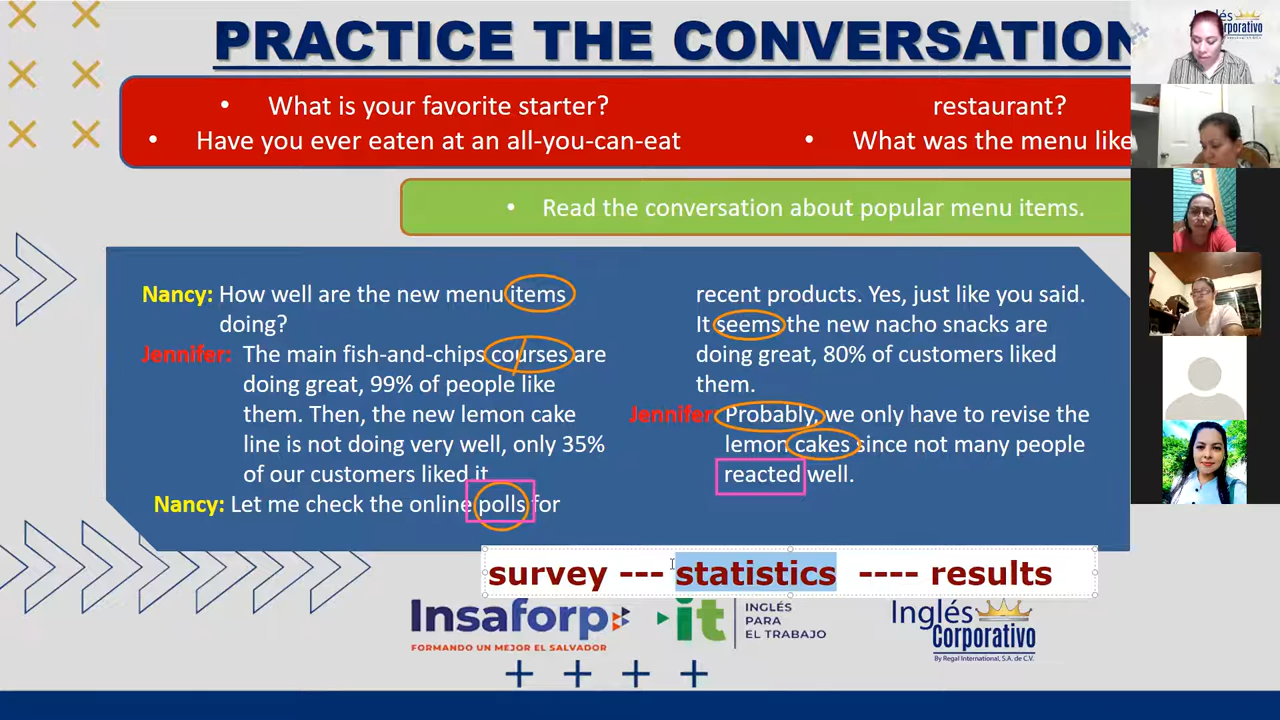 PRACTICE THE CONVERSATION
• What is your favorite starter?
• Have you ever eaten at an all-you-can-eat
restaurant?
• What was the menu like
• Read the conversation about popular menu items.
Nancy: How well are the new menu items
doing?
Jennifer: The main fish-and-chips courses are
doing great, 99% of people like
them. Then, the new lemon cake
line is not doing very well, only 35%
of our customers liked it
Nancy: Let me check the online polls for
recent products. Yes, just like you said.
It seems the new nacho snacks are
doing great, 80% of customers liked
them.
Jennifer: Probably, we only have to revise the
lemon cakes since not many people
reacted well.
survey --- statistics ---- results
Insaforp
FORMANDO UN MEJOR EL SALVADOR
it
INGLÉS
PARA
EL TRABAJO
Inglés
Corporativo
By Regal International, S.A. de C.V.
Inglés
orporativo